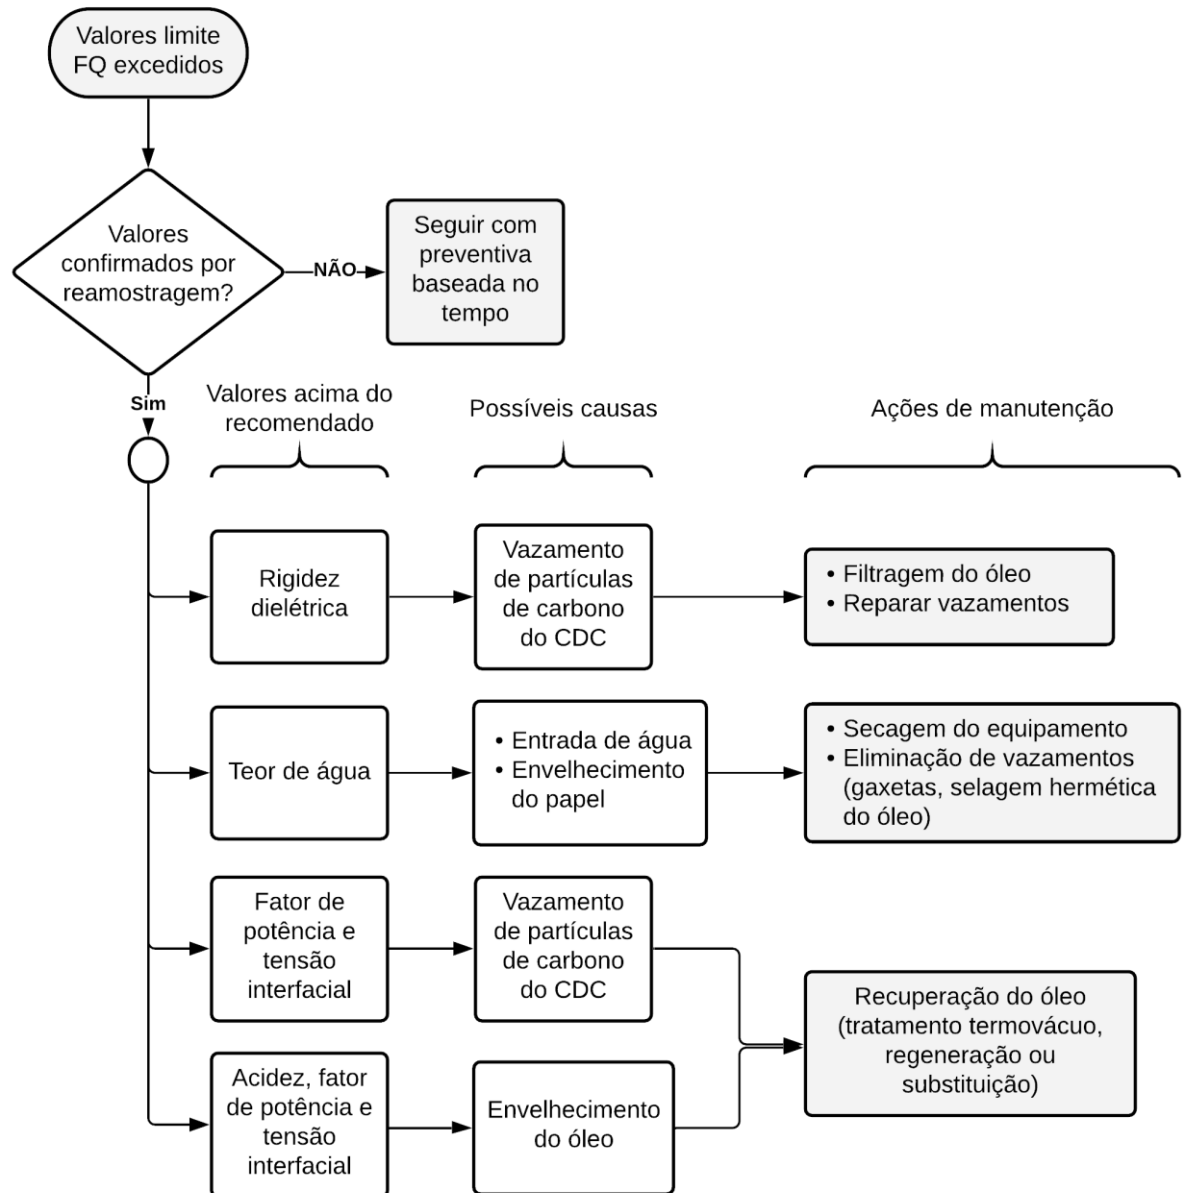 Valores limite
FQ excedidos
Valores
confirmados por
reamostragem?
NÃO
Seguir com
preventiva
baseada no
tempo
Sim
Valores acima do
recomendado
Possíveis causas
Ações de manutenção
Rigidez
dielétrica
Vazamento
de partículas
de carbono
do CDC
• Filtragem do óleo
• Reparar vazamentos
Teor de água
• Entrada de água
• Envelhecimento
do papel
• Secagem do equipamento
• Eliminação de vazamentos
(gaxetas, selagem hermética
do óleo)
Fator de
potência e
tensão
interfacial
Vazamento
de partículas
de carbono
do CDC
Recuperação do óleo
(tratamento termovácuo,
regeneração ou
substituição)
Acidez, fator
de potência e
tensão
interfacial
Envelhecimento
do óleo